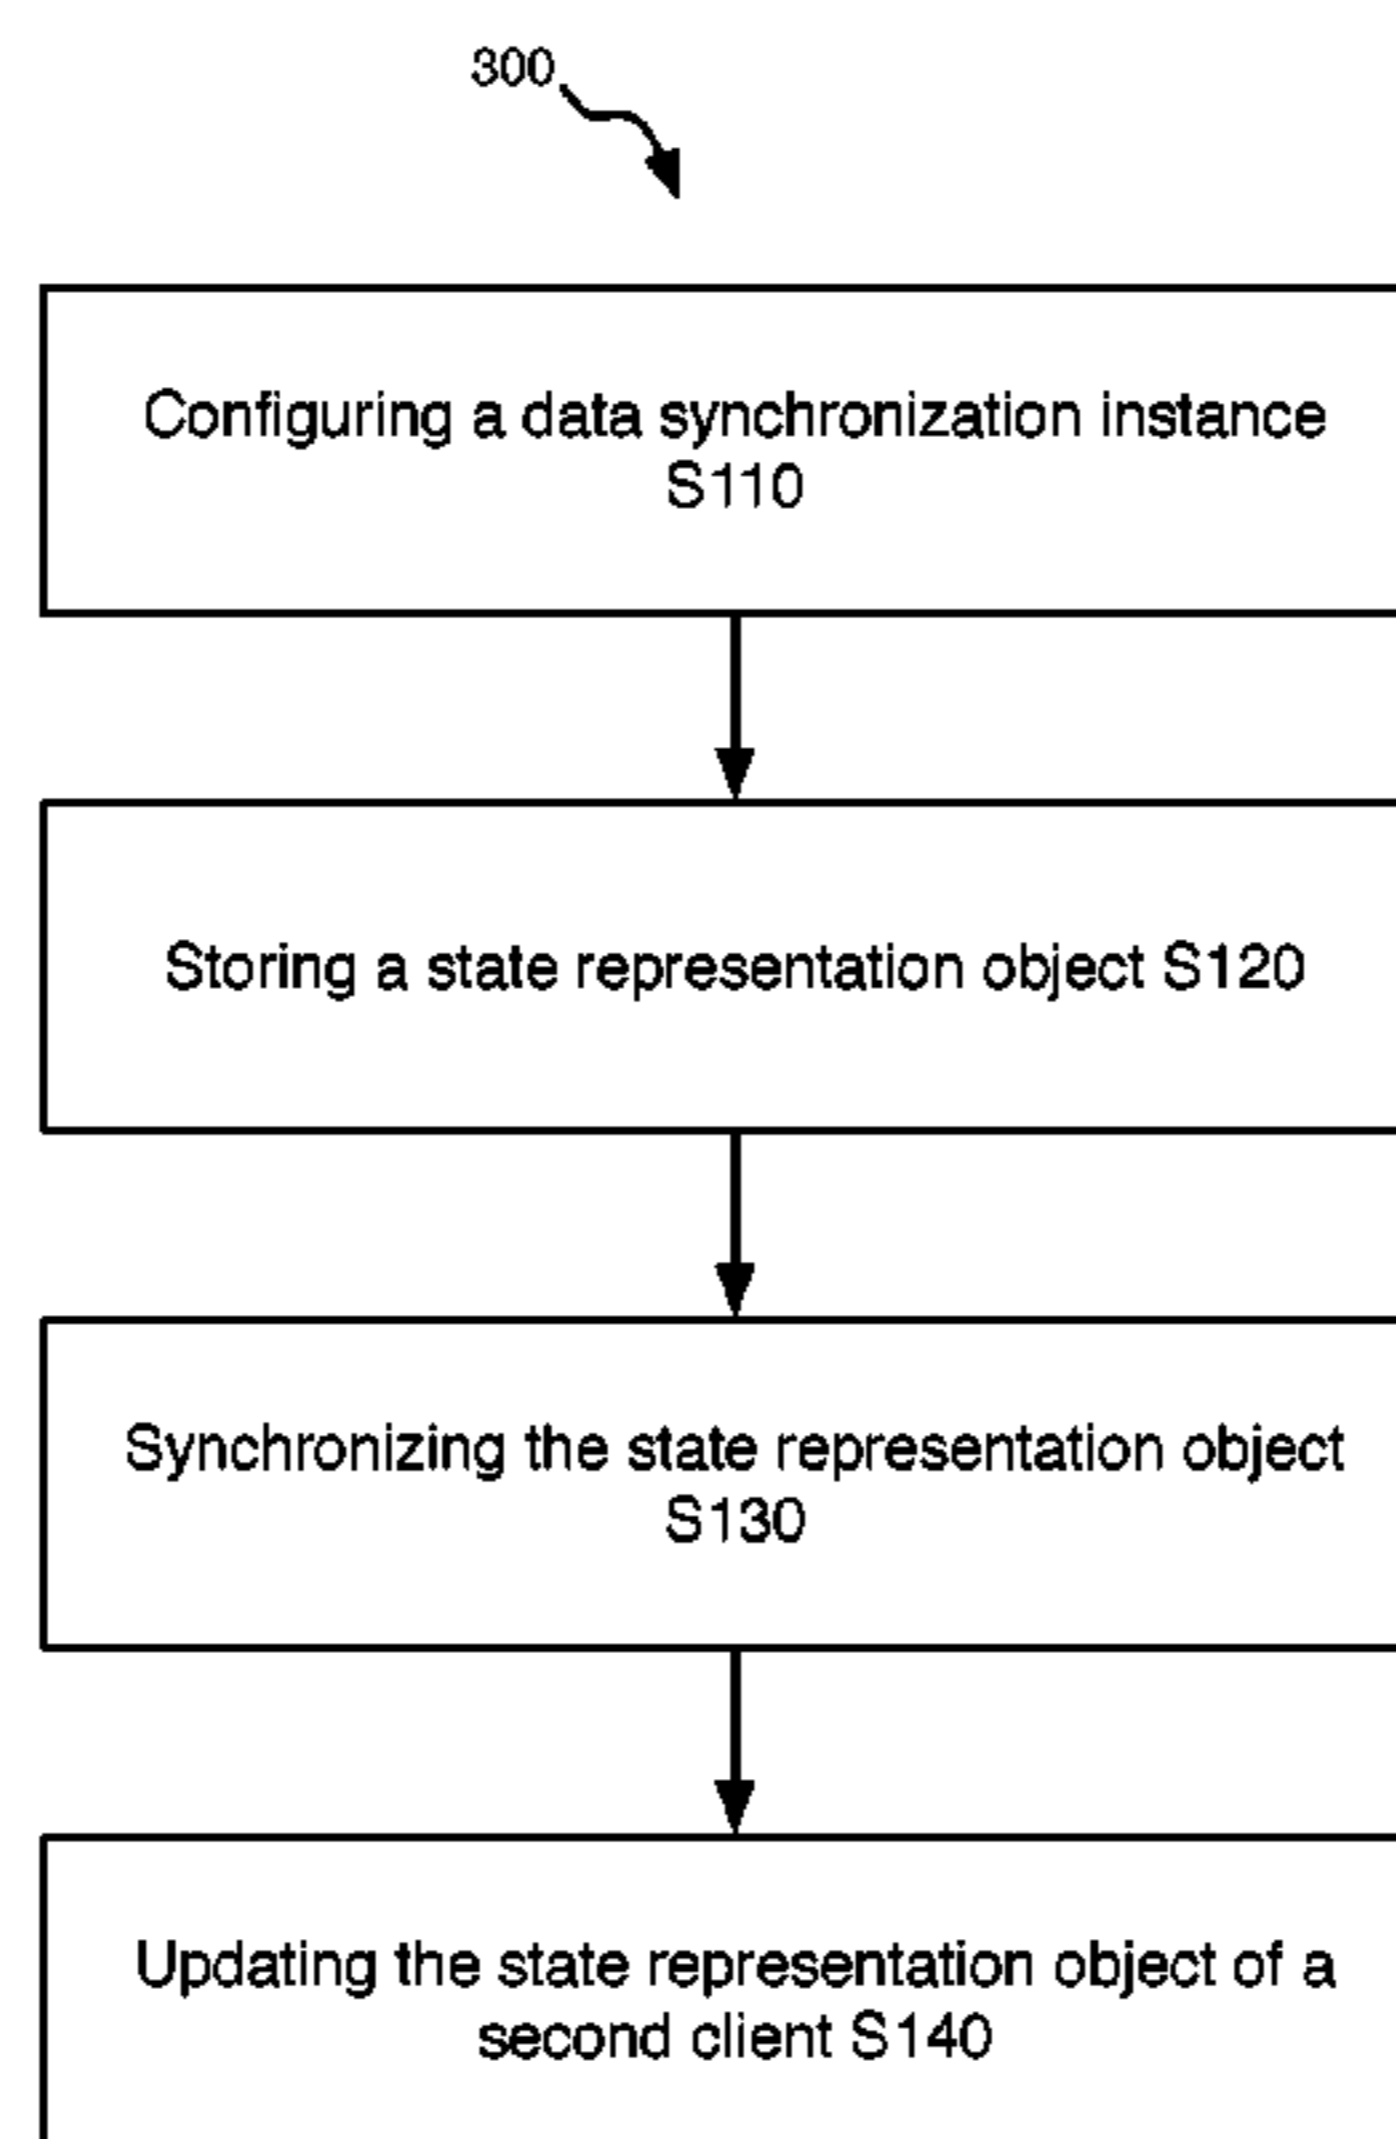 300
Configuring a data synchronization instance
S110
Storing a state representation object S120
Synchronizing the state representation object
S130
Updating the state representation object of a
second client S140